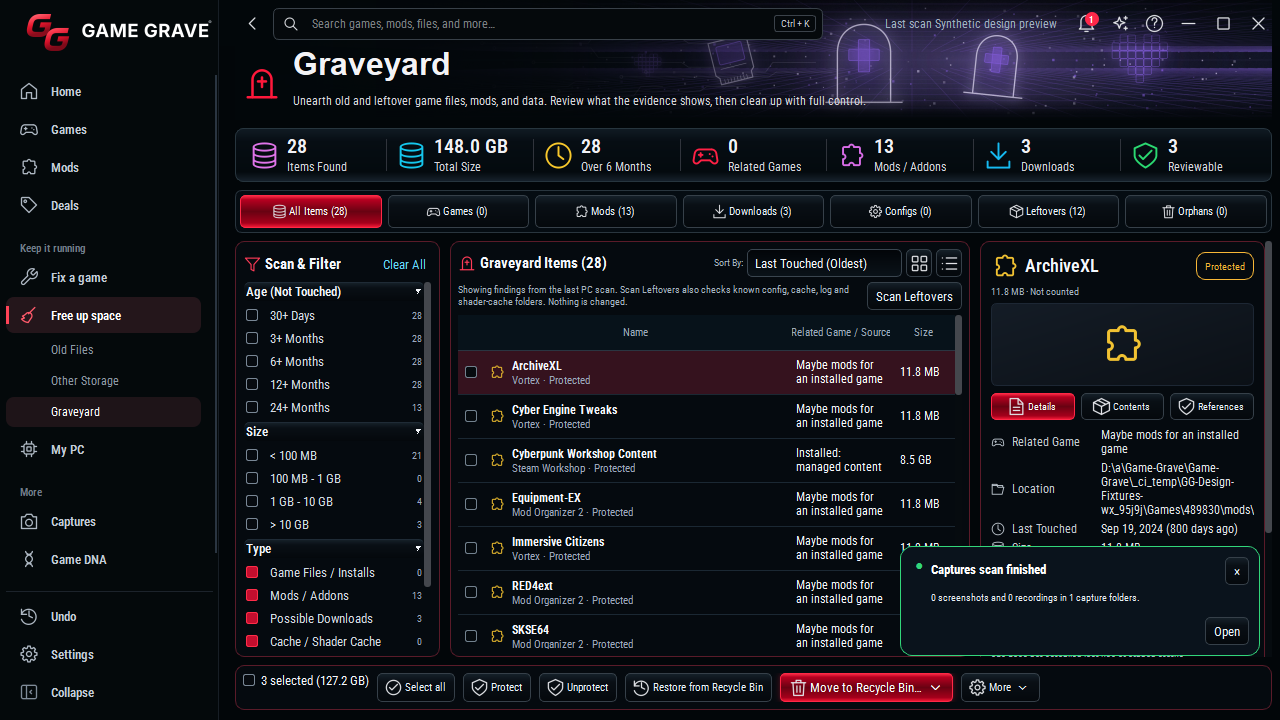 GAME GRAVE
Search games, mods, files, and more...
Ctrl + K
Last scan Synthetic design preview
1
Home
Games
Mods
Deals
Keep it running
Fix a game
Free up space
Old Files
Other Storage
Graveyard
My PC
More
Captures
Game DNA
Undo
Settings
Collapse
Graveyard
Unearth old and leftover game files, mods, and data. Review what the evidence shows, then clean up with full control.
28
Items Found
148.0 GB
Total Size
28
Over 6 Months
0
Related Games
13
Mods / Addons
3
Downloads
3
Reviewable
All Items (28)
Games (0)
Mods (13)
Downloads (3)
Configs (0)
Leftovers (12)
Orphans (0)
Scan & Filter
Clear All
Age (Not Touched)
30+ Days 28
3+ Months 28
6+ Months 28
12+ Months 28
24+ Months 13
Size
< 100 MB 21
100 MB - 1 GB 0
1 GB - 10 GB 4
> 10 GB 3
Type
Game Files / Installs 0
Mods / Addons 13
Possible Downloads 3
Cache / Shader Cache 0
Graveyard Items (28)
Sort By:
Last Touched (Oldest)
Showing findings from the last PC scan. Scan Leftovers also checks known config, cache, log and
shader-cache folders. Nothing is changed.
Scan Leftovers
Name
Related Game / Source
Size
ArchiveXL
Vortex · Protected
Maybe mods for
an installed game
11.8 MB
Cyber Engine Tweaks
Vortex · Protected
Maybe mods for
an installed game
11.8 MB
Cyberpunk Workshop Content
Steam Workshop · Protected
Installed:
managed content
8.5 GB
Equipment-EX
Mod Organizer 2 · Protected
Maybe mods for
an installed game
11.8 MB
Immersive Citizens
Vortex · Protected
Maybe mods for
an installed game
RED4ext
Mod Organizer 2 · Protected
Maybe mods for
an installed game
SKSE64
Mod Organizer 2 · Protected
Maybe mods for
an installed game
ArchiveXL
Protected
11.8 MB · Not counted
Details
Contents
References
Related Game
Maybe mods for an installed
game
Location
D:\a\Game-Grave\Game-
Grave\_ci_temp\GG-Design-
Fixtures-
wx_95j9j\Games\489830\mods\
Last Touched
Sep 19, 2024 (800 days ago)
Captures scan finished
x
0 screenshots and 0 recordings in 1 capture folders.
Open
3 selected (127.2 GB)
Select all
Protect
Unprotect
Restore from Recycle Bin
Move to Recycle Bin...
More